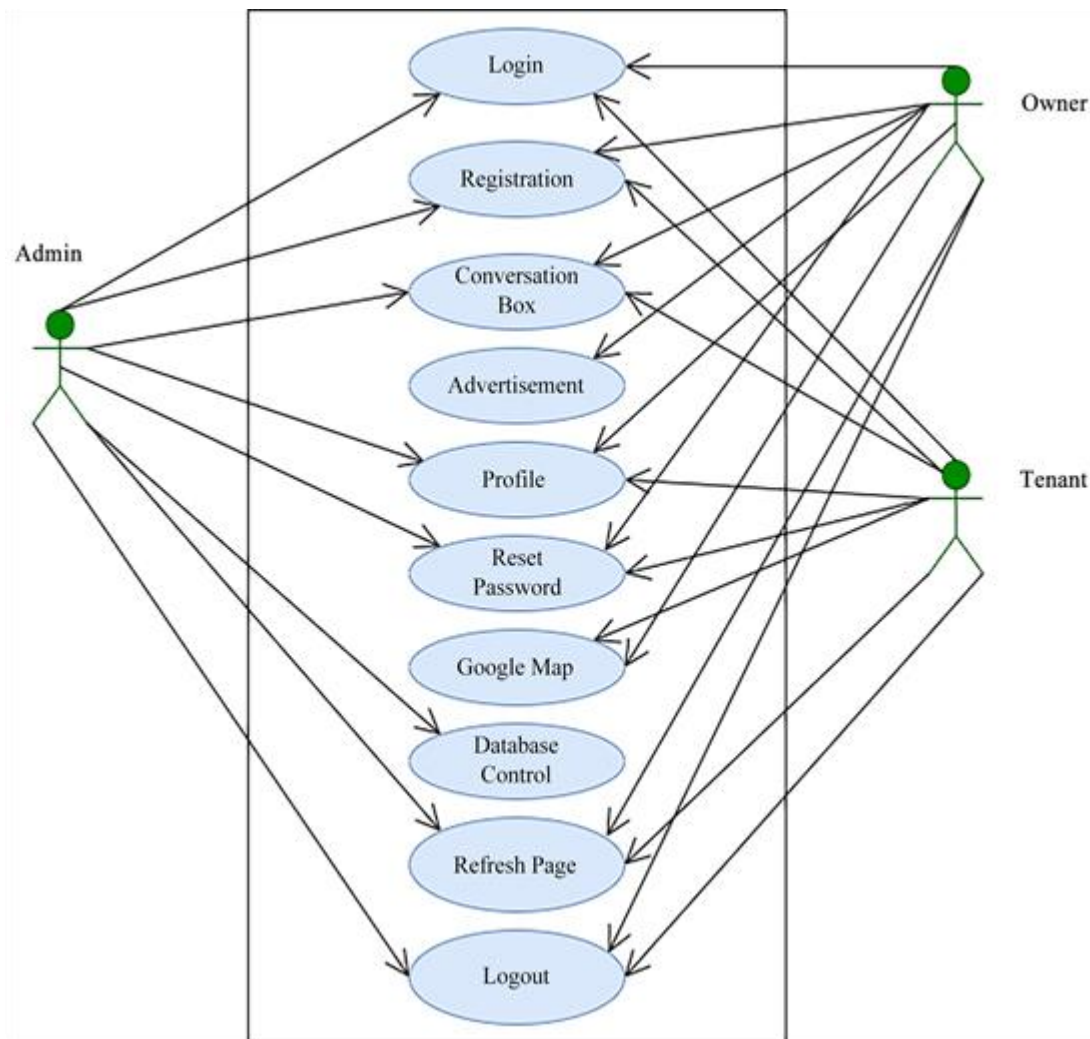 Login
Owner
Registration
Admin
Conversation
Box
Advertisement
Profile
Tenant
Reset
Password
Google Map
Database
Control
Refresh Page
Logout